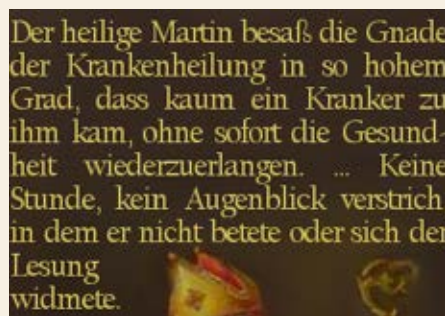 Der heilige Martin besaß die Gnade
der Krankenheilung in so hohem
Grad, dass kaum ein Kranker zu
ihm kam, ohne sofort die Gesund-
heit wiederzuerlangen. ... Keine
Stunde, kein Augenblick verstrich,
in dem er nicht betete oder sich der
Lesung
widmete.